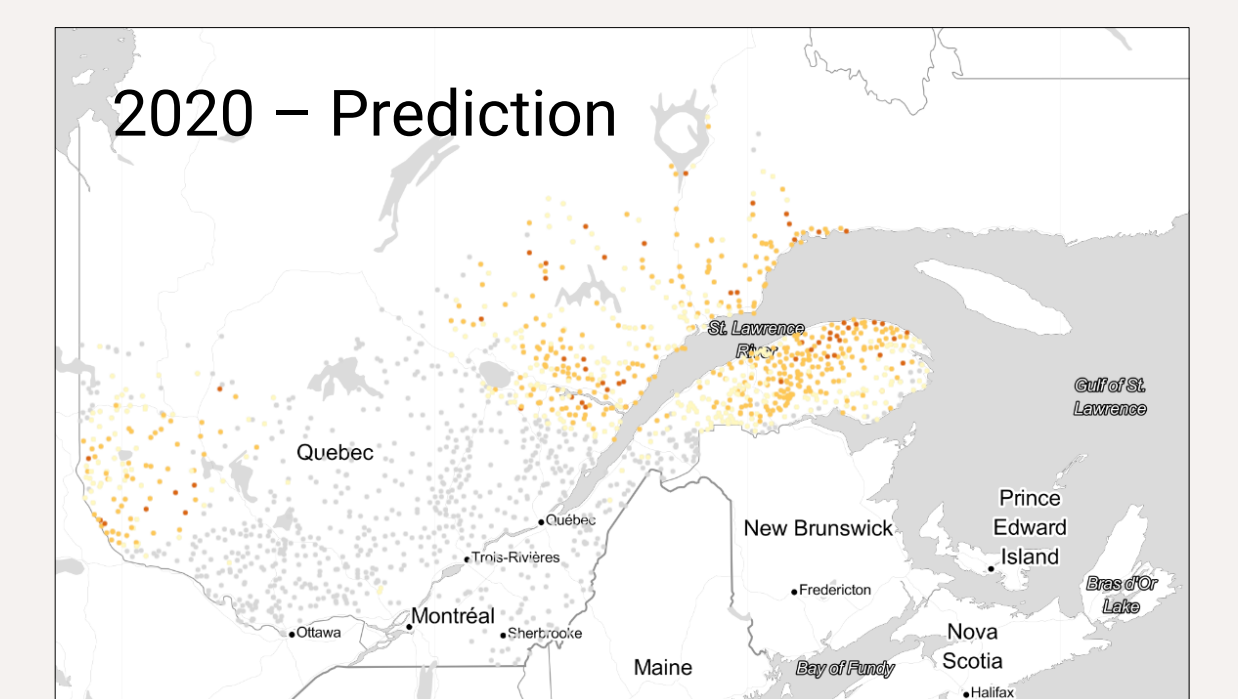 2020 – Prediction
St. Lawrence
River
Gulf of St.
Lawrence
Quebec
Prince
Edward
Island
Québec
New Brunswick
Trois-Rivières
Bras d'Or
Lake
Fredericton
Montréal
Ottawa
Sherbrooke
Nova
Scotia
Maine
Bay of Fundy
Halifax